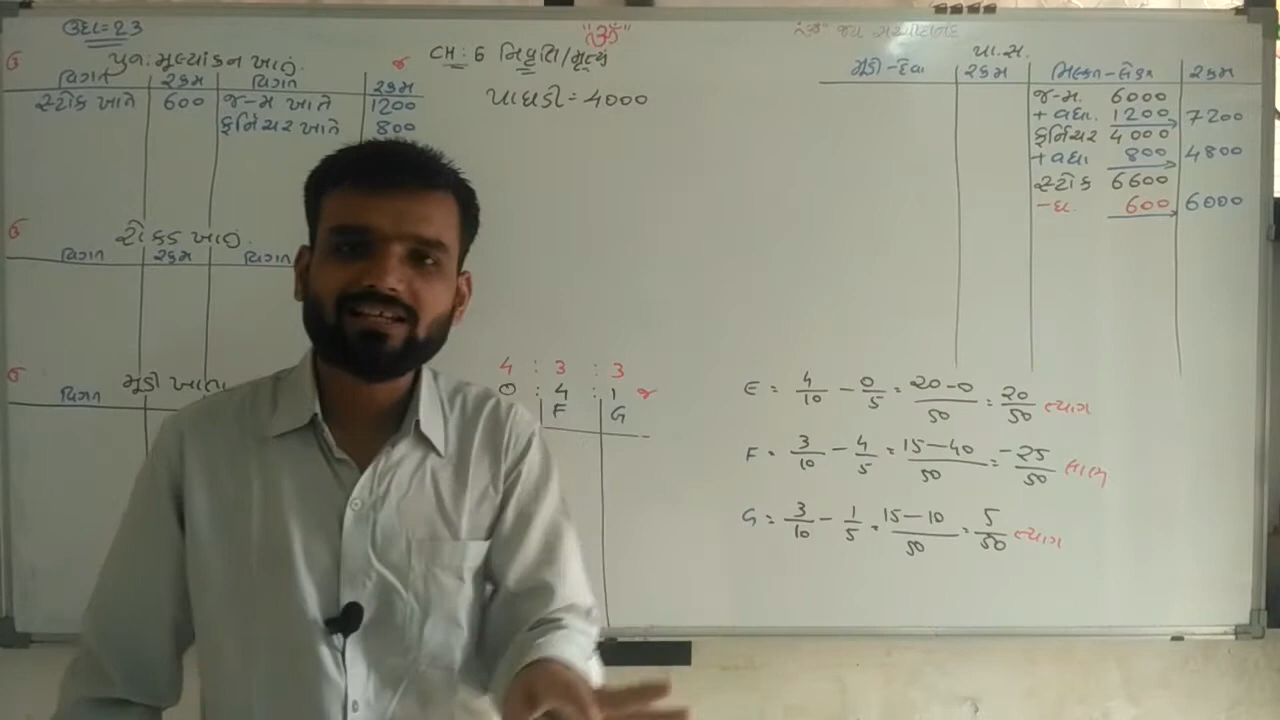 ઉદા=23
"ૐ"
CH: 6 નિવૃતિ/મૃત્યુ
પાઘડી = 4000
ઉ પુનઃમૂલ્યાંકન ખાતું. જ
વિગત રકમ વિગત રકમ
સ્ટોક ખાતે 600 જ-મ ખાતે 1200
ફર્નિચર ખાતે 800
ઉ રોકડ ખાતું.
વિગત રકમ વિગત
ઉ મૂડી ખાતા
વિગત
4 : 3 : 3
0 : 4 : 1 જ
F G
પા.સ.
મૂડી-દેવા રકમ મિલ્કત-લેણાં રકમ
જ-મ. 6000
+ વધા. 1200 7200
ફર્નિચર 4000
+ વધા. 800 4800
સ્ટોક 6600
- ઘ. 600 6000
E = 4/10 - 0/5 = 20-0/50 = 20/50 ત્યાગ
F = 3/10 - 4/5 = 15-40/50 = -25/50 લાભ
G = 3/10 - 1/5 = 15-10/50 = 5/50 ત્યાગ